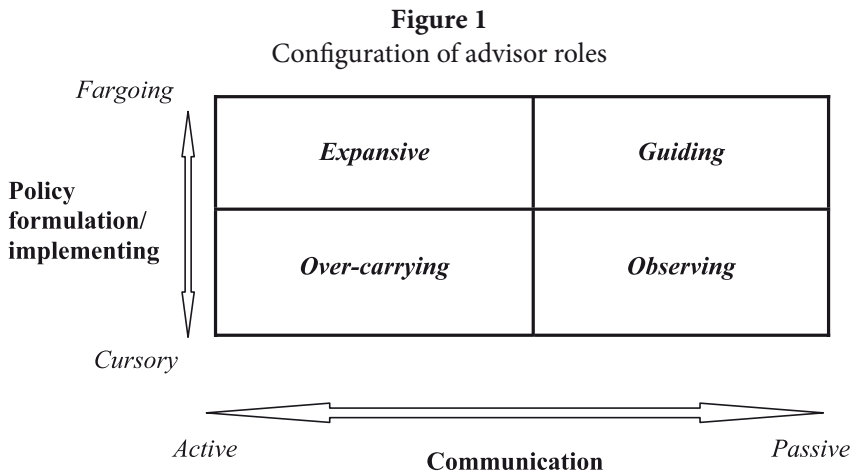 Figure 1
Configuration of advisor roles
Fargoing
Expansive
Guiding
Policy
formulation/
implementing
Over-carrying
Observing
Cursory
Active
Passive
Communication